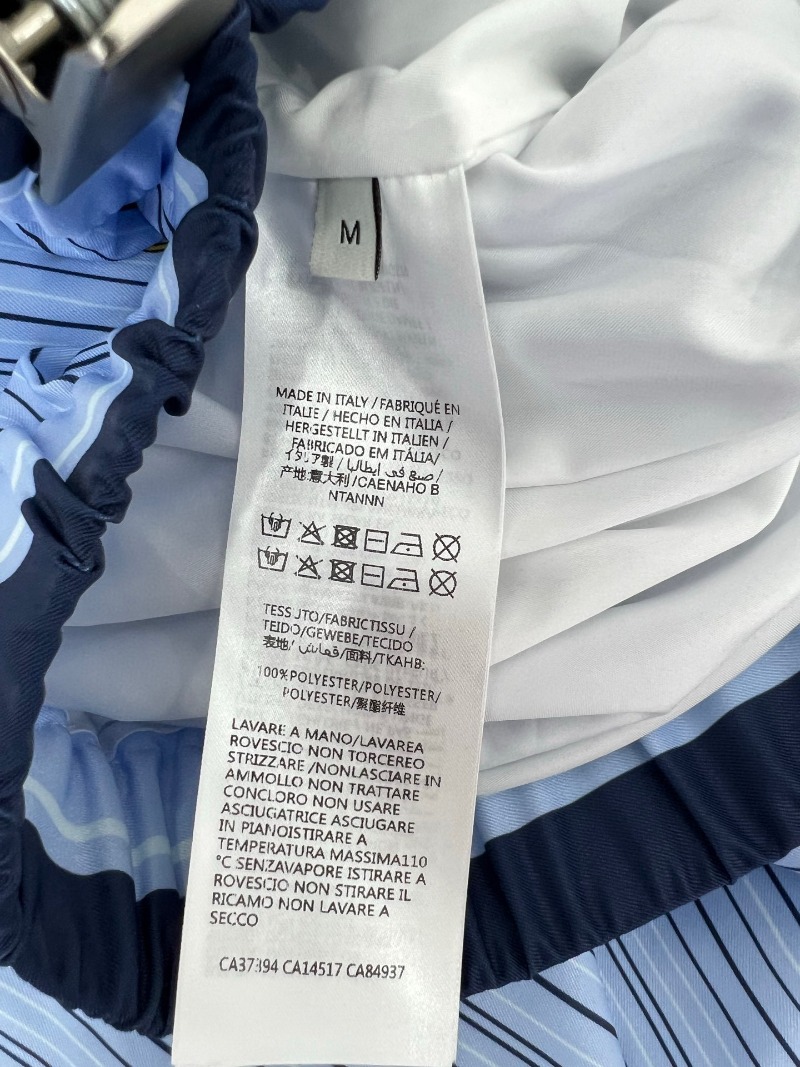 M
MADE IN ITALY / FABRIQUÉ EN
ITALIE / HECHO EN ITALIA /
HERGESTELLT IN ITALIEN /
FABRICADO EM ITÁLIA/
イタリア製 / صنع في ايطاليا /
产地:意大利 /CAENAHO B
NTANNN
TESSUTO/FABRICTISSU /
TEIDO/GEWEBE/TECIDO
表地/ قماش/面料/TKAHB:
100%POLYESTER/POLYESTER/
POLYESTER/聚酯纤维
LAVARE A MANO/LAVAREA
ROVESCIO NON TORCEREO
STRIZZARE /NONLASCIARE IN
AMMOLLO NON TRATTARE
CONCLORO NON USARE
ASCIUGATRICE ASCIUGARE
IN PIANOISTIRARE A
TEMPERATURA MASSIMA110
°C SENZAVAPORE ISTIRARE A
ROVESCIO NON STIRARE IL
RICAMO NON LAVARE A
SECCO
CA14517 CA84937